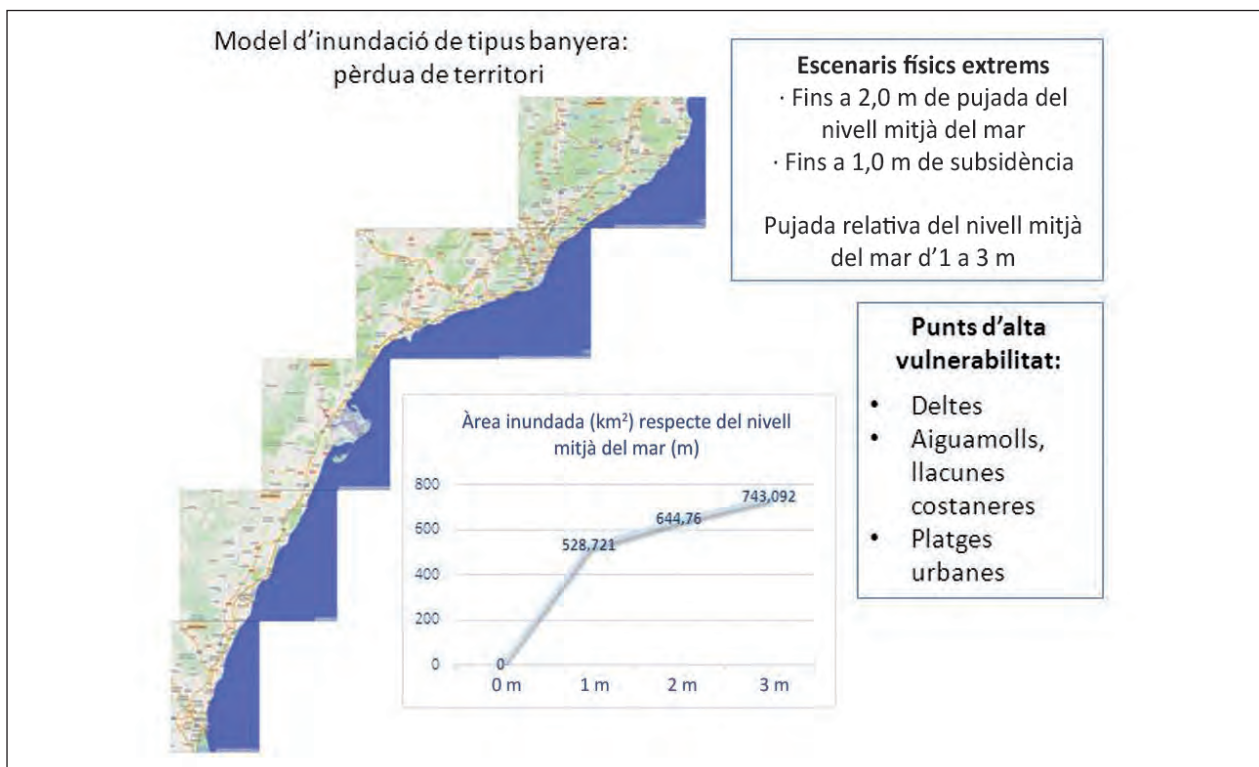 Model d’inundació de tipus banyera:
pèrdua de territori
Escenaris físics extrems
· Fins a 2,0 m de pujada del
nivell mitjà del mar
· Fins a 1,0 m de subsidència
Pujada relativa del nivell mitjà
del mar d’1 a 3 m
Punts d’alta
vulnerabilitat:
• Deltes
• Aiguamolls,
llacunes
costaneres
• Platges
urbanes
Àrea inundada (km²) respecte del nivell
mitjà del mar (m)
800
600
400
200
0
0
528,721
644,76
743,092
0 m
1 m
2 m
3 m